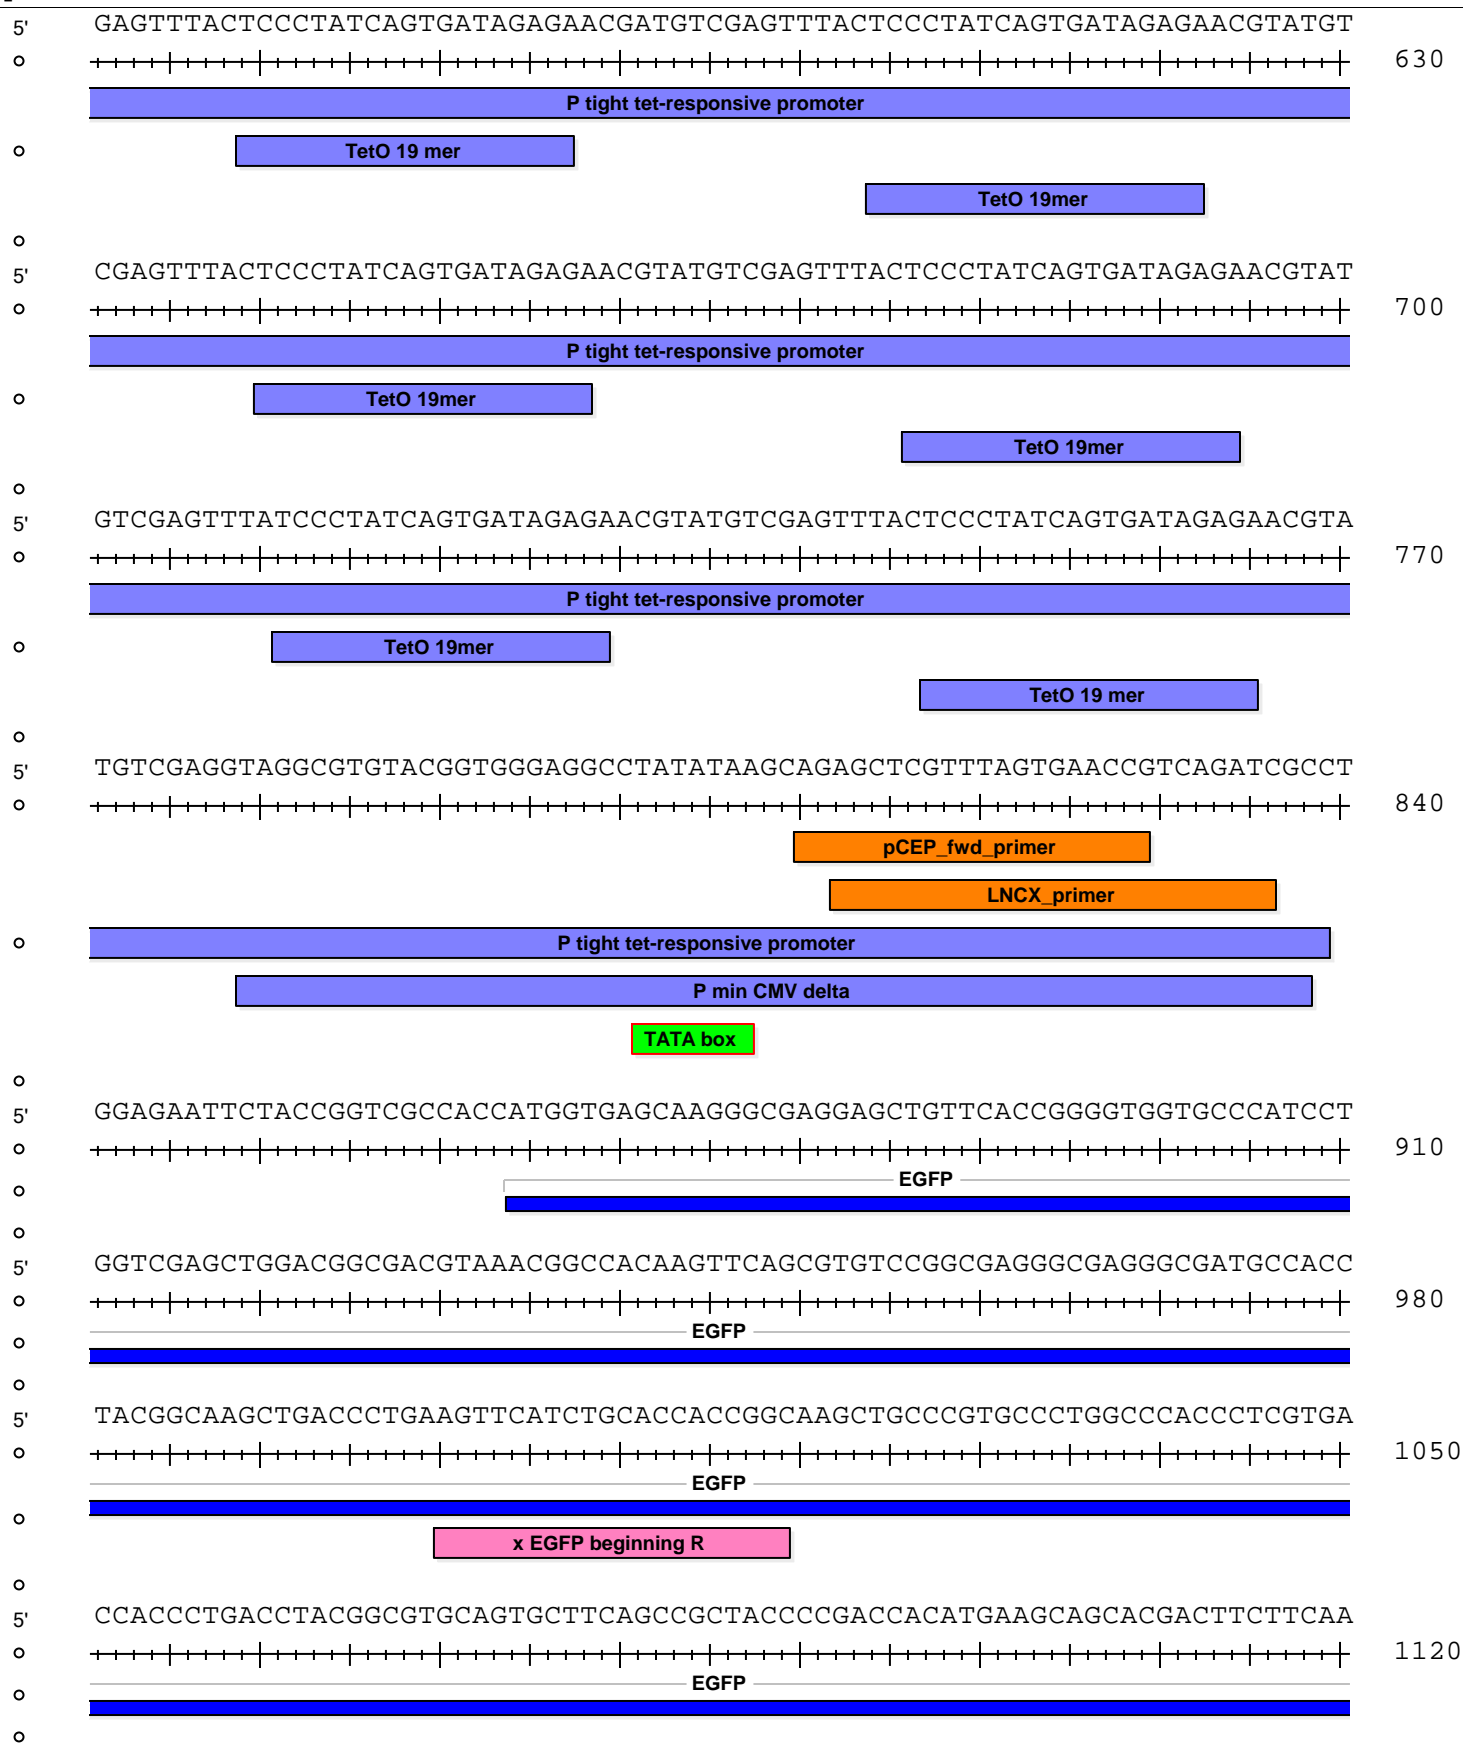 5' GAGTTTACTCCCTATCAGTGATAGAGAACGATGTCGAGTTTACTCCCTATCAGTGATAGAGAACGTATGT
630
P tight tet-responsive promoter
TetO 19 mer
TetO 19mer
5' CGAGTTTACTCCCTATCAGTGATAGAGAACGTATGTCGAGTTTACTCCCTATCAGTGATAGAGAACGTAT
700
P tight tet-responsive promoter
TetO 19mer
TetO 19mer
5' GTCGAGTTTATCCCTATCAGTGATAGAGAACGTATGTCGAGTTTACTCCCTATCAGTGATAGAGAACGTA
770
P tight tet-responsive promoter
TetO 19mer
TetO 19 mer
5' TGTCGAGGTAGGCGTGTACGGTGGGAGGCCTATATAAGCAGAGCTCGTTTAGTGAACCGTCAGATCGCCT
840
pCEP_fwd_primer
LNCX_primer
P tight tet-responsive promoter
P min CMV delta
TATA box
5' GGAGAATTCTACCGGTCGCCACCATGGTGAGCAAGGGCGAGGAGCTGTTCACCGGGGTGGTGCCCATCCT
910
EGFP
5' GGTCGAGCTGGACGGCGACGTAAACGGCCACAAGTTCAGCGTGTCCGGCGAGGGCGAGGGCGATGCCACC
980
EGFP
5' TACGGCAAGCTGACCCTGAAGTTCATCTGCACCACCGGCAAGCTGCCCGTGCCCTGGCCCACCCTCGTGA
1050
EGFP
x EGFP beginning R
5' CCACCCTGACCTACGGCGTGCAGTGCTTCAGCCGCTACCCCGACCACATGAAGCAGCACGACTTCTTCAA
1120
EGFP